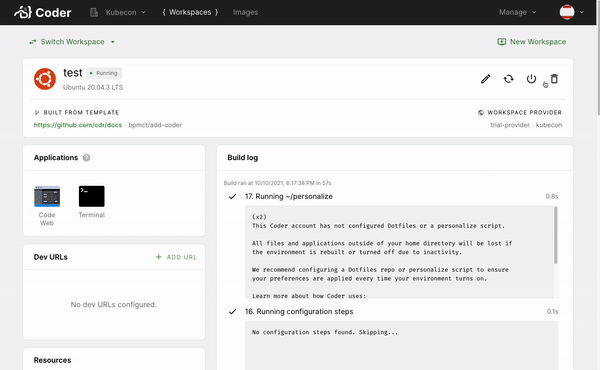 Coder
Kubecon
{ Workspaces }
Images
Manage
Switch Workspace
New Workspace
test
Running
Ubuntu 20.04.3 LTS
BUILT FROM TEMPLATE
WORKSPACE PROVIDER
https://github.com/cdr/docs · bpmct/add-coder
trial-provider · kubecon
Applications
?
Code
Web
Terminal
Dev URLs
+ ADD URL
No dev URLs configured.
Resources
Build log
Build ran at 10/10/2021, 8:17:38 PM in 57s
17. Running ~/personalize
0.8s
(x2)
This Coder account has not configured Dotfiles or a personalize script.
All files and applications outside of your home directory will be lost if
the environment is rebuilt or turned off due to inactivity.
We recommend configuring a Dotfiles repo or personalize script to ensure
your preferences are applied every time your environment turns on.
Learn more about how Coder uses:
16. Running configuration steps
0.1s
No configuration steps found. Skipping...